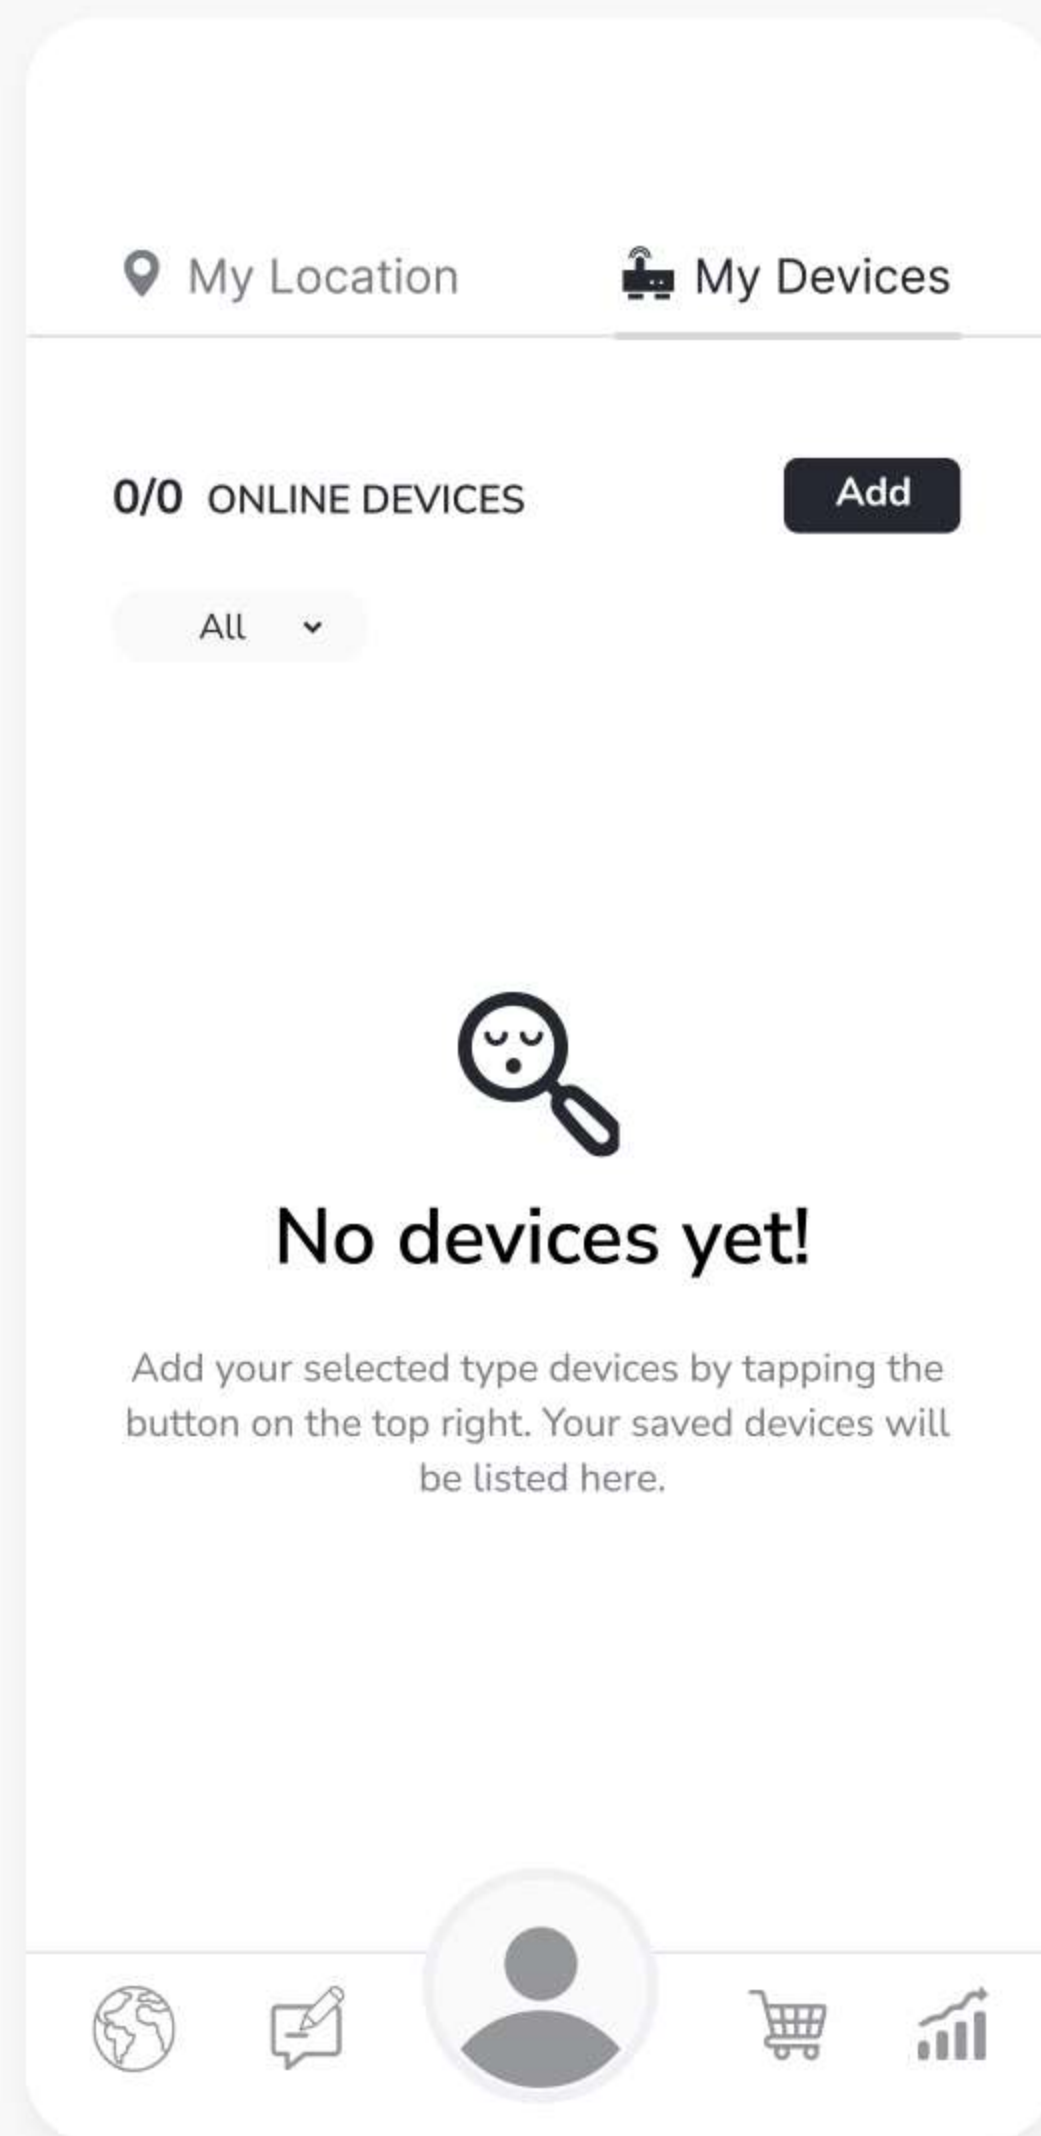 My Location
My Devices
0/0 ONLINE DEVICES
Add
All
No devices yet!
Add your selected type devices by tapping the
button on the top right. Your saved devices will
be listed here.